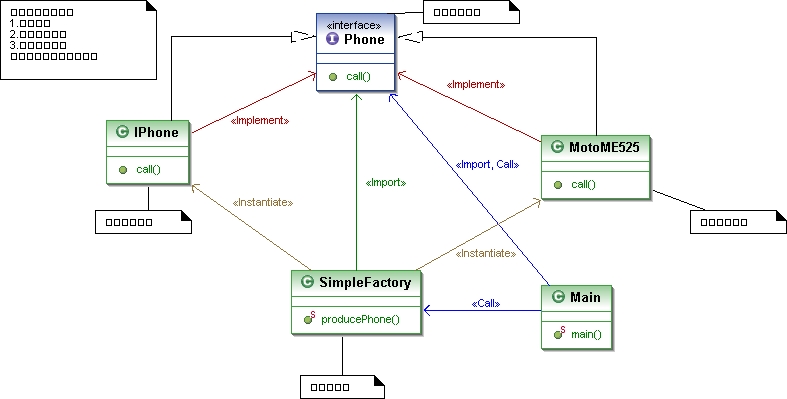 «interface»
Phone
call()
1.
2.
3.
IPhone
call()
«Implement»
«Implement»
MotoME525
call()
«Import, Call»
«Import»
«Instantiate»
«Instantiate»
SimpleFactory
producePhone()
«Call»
Main
main()